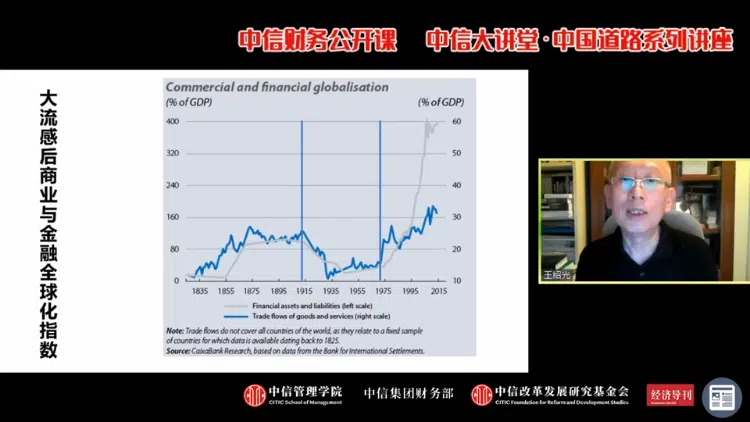 中信财务公开课 中信大讲堂·中国道路系列讲座
大流感后商业与金融全球化指数
Commercial and financial globalisation
(% of GDP) (% of GDP)
400 60
320 50
240 40
160 30
80 20
0 10
1835 1855 1875 1895 1915 1935 1955 1975 1995 2015
Financial assets and liabilities (left scale)
Trade flows of goods and services (right scale)
Note: Trade flows do not cover all countries of the world, as they relate to a fixed sample
of countries for which data is available dating back to 1825.
Source: CaixaBank Research, based on data from the Bank for International Settlements.
王绍光
中信管理学院 中信集团财务部 中信改革发展研究基金会 经济导刊
CITIC School of Management CITIC Foundation for Reform and Development Studies